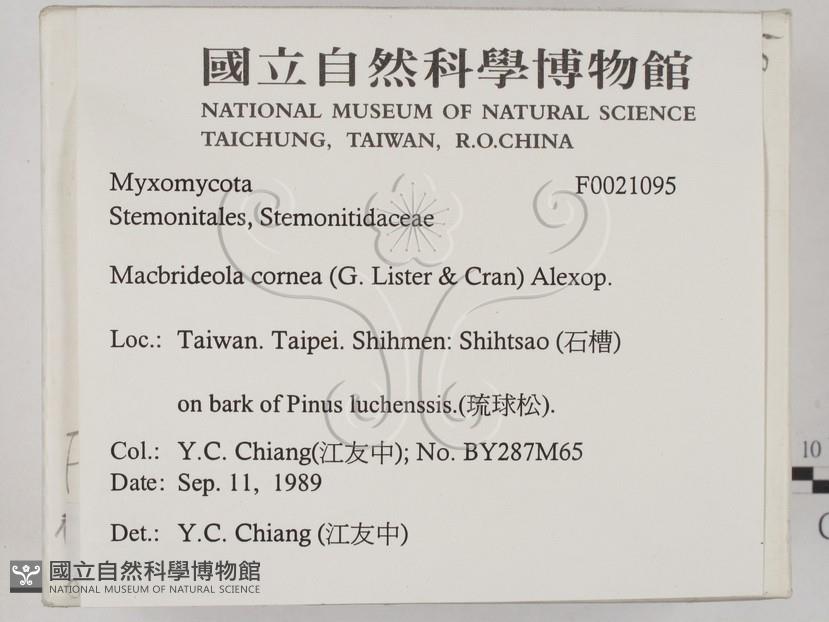 國立自然科學博物館
NATIONAL MUSEUM OF NATURAL SCIENCE
TAICHUNG, TAIWAN, R.O.CHINA
Myxomycota F0021095
Stemonitales, Stemonitidaceae
Macbrideola cornea (G. Lister & Cran) Alexop.
Loc.: Taiwan. Taipei. Shihmen: Shihtsao (石槽)
on bark of Pinus luchenssis.(琉球松).
Col.: Y.C. Chiang(江友中); No. BY287M65
Date: Sep. 11, 1989
Det.: Y.C. Chiang (江友中)
10
國立自然科學博物館
NATIONAL MUSEUM OF NATURAL SCIENCE